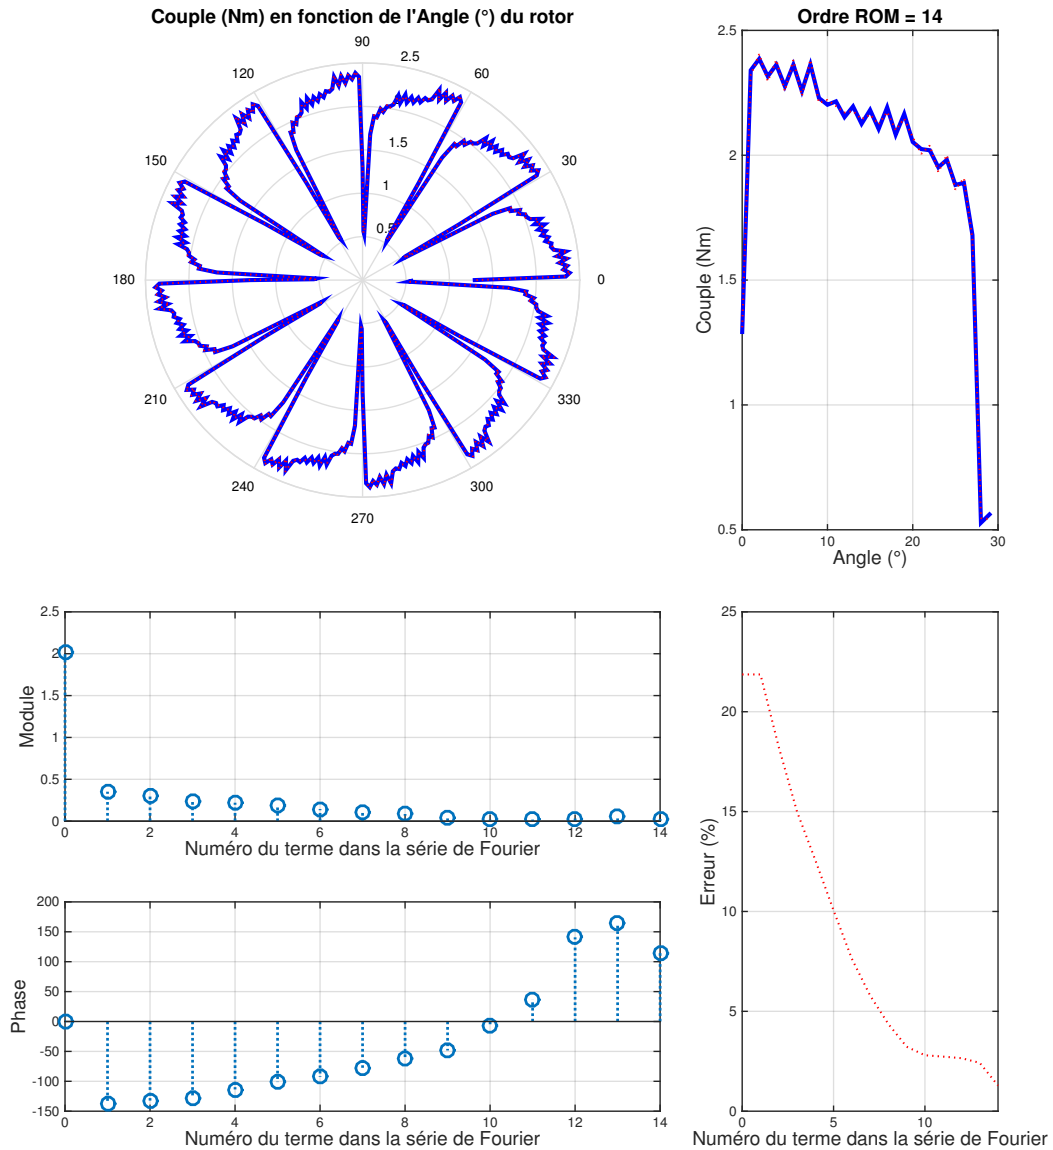 Couple (Nm) en fonction de l'Angle (°) du rotor
90
2.5
120
60
1.5
150
30
1
0.5
180
0
210
330
240
300
270
Ordre ROM = 14
2.5
2
1.5
1
0.5
Couple (Nm)
0 10 20 30
Angle (°)
2.5
2
1.5
1
0.5
0
Module
0 2 4 6 8 10 12 14
Numéro du terme dans la série de Fourier
200
150
100
50
0
-50
-100
-150
Phase
0 2 4 6 8 10 12 14
Numéro du terme dans la série de Fourier
25
20
15
10
5
0
Erreur (%)
0 5 10
Numéro du terme dans la série de Fourier